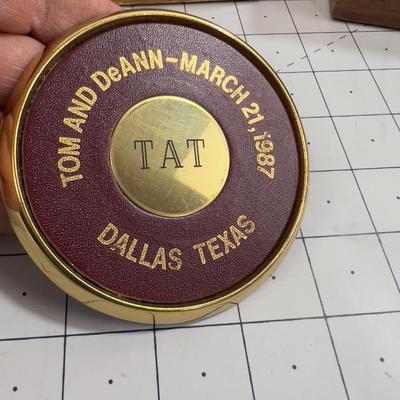 TOM AND DeANN-MARCH 21, 1987
TAT
DALLAS TEXAS